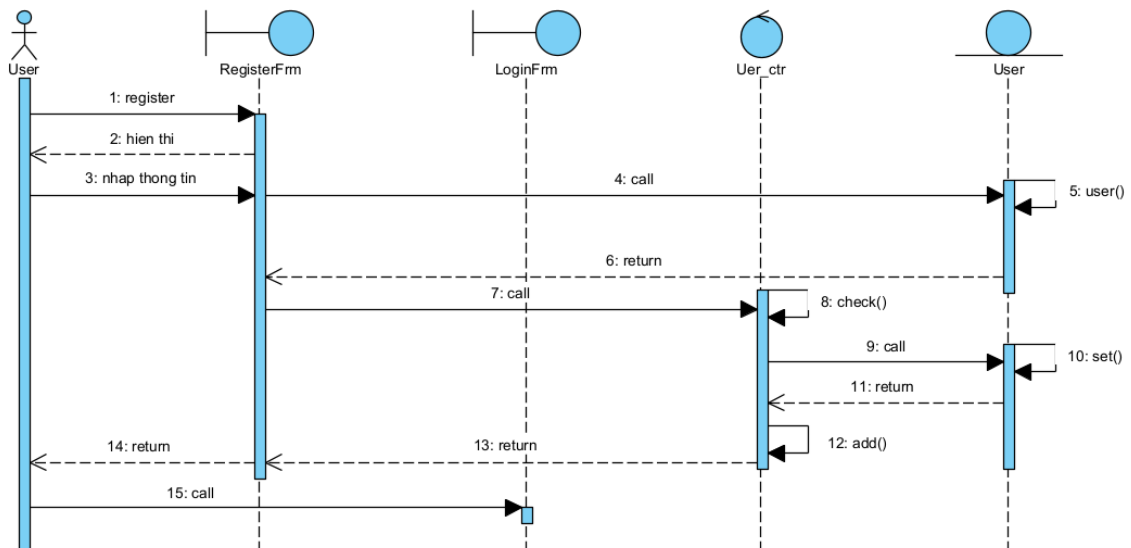 User
RegisterFrm
LoginFrm
Uer_ctr
User
1: register
2: hien thi
3: nhap thong tin
4: call
5: user()
6: return
7: call
8: check()
9: call
10: set()
11: return
12: add()
13: return
14: return
15: call